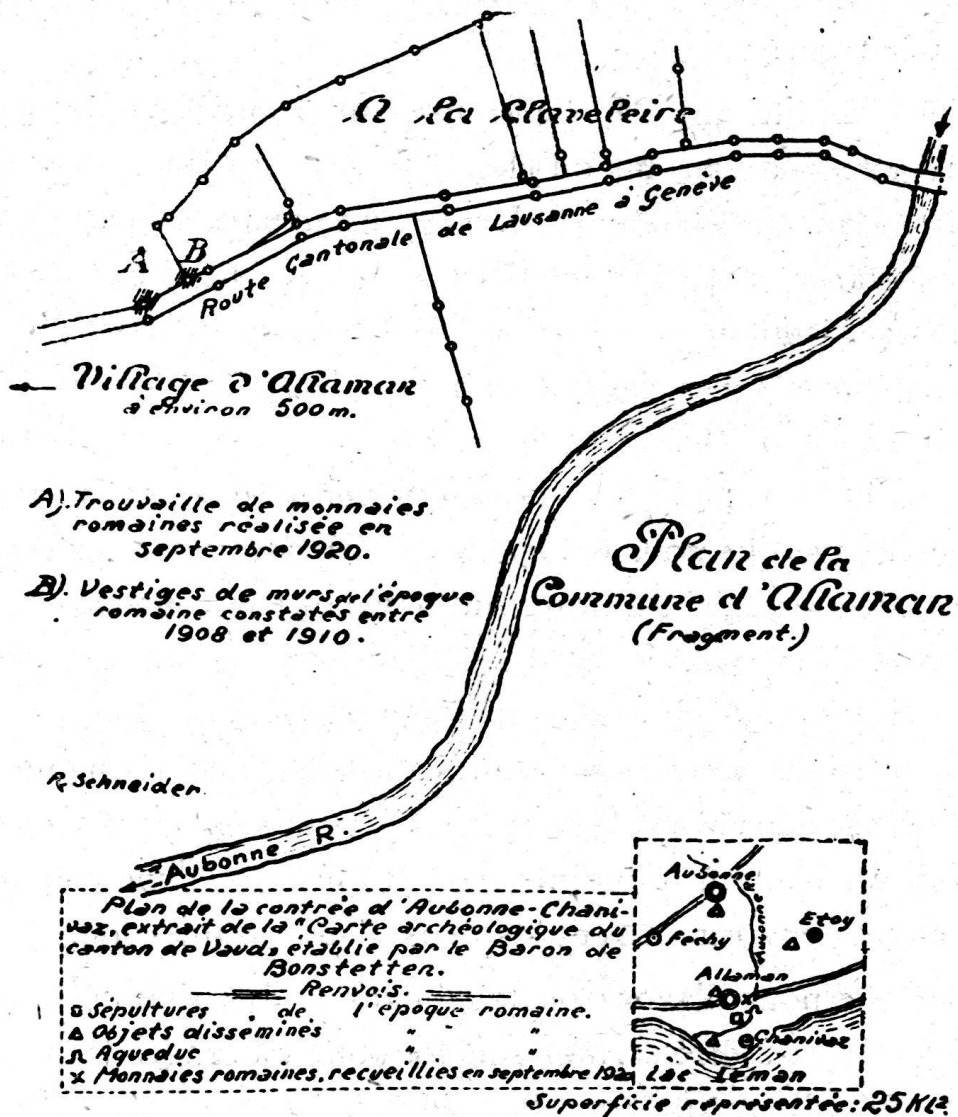 A la Claveleire
A
B
Route Cantonale de Lausanne à Genève
Village d'Allaman
à environ 500 m.
A). Trouvaille de monnaies
romaines réalisée en
septembre 1920.
B). Vestiges de murs de l'époque
romaine constatés entre
1908 et 1910.
Plan de la
Commune d'Allaman
(Fragment.)
R. Schneider
Aubonne R.
Plan de la contrée d'Aubonne-Chani-
vaz, extrait de la "Carte archéologique du
canton de Vaud", établie par le Baron de
Bonstetten.
Renvois.
Sépultures de l'époque romaine.
Objets disséminés " " "
Aqueduc " "
x Monnaies romaines, recueillies en septembre 1920
Aubonne
Aubonne R.
Etoy
Féchy
Allaman
Chanivaz
Lac Léman
Superficie représentée: 25 Kl2